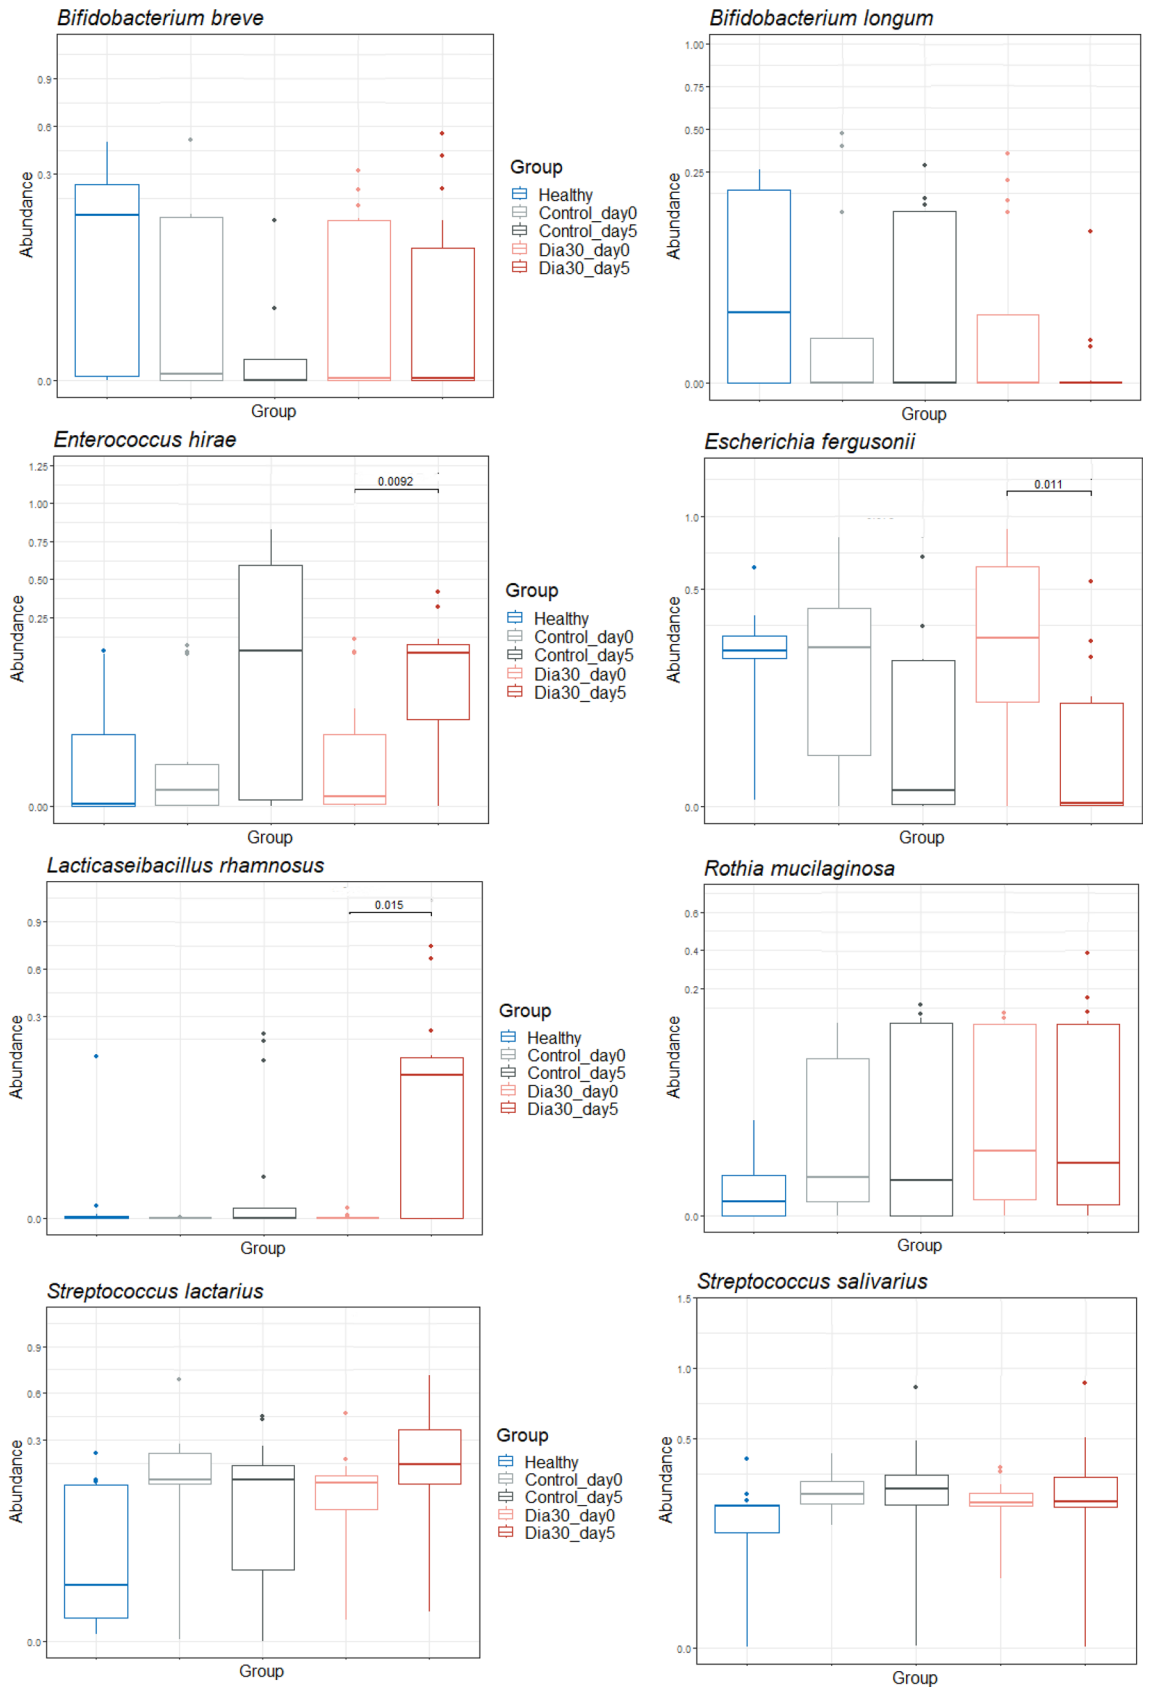 Bifidobacterium breve
Abundance
0.9
0.6
0.3
0.0
Group
Group
Healthy
Control_day0
Control_day5
Dia30_day0
Dia30_day5
Bifidobacterium longum
Abundance
1.00
0.75
0.50
0.25
0.00
Group
Enterococcus hirae
Abundance
1.25
1.00
0.75
0.50
0.25
0.00
0.0092
Group
Group
Healthy
Control_day0
Control_day5
Dia30_day0
Dia30_day5
Escherichia fergusonii
Abundance
1.0
0.5
0.0
0.011
Group
Lacticaseibacillus rhamnosus
Abundance
0.9
0.6
0.3
0.0
0.015
Group
Group
Healthy
Control_day0
Control_day5
Dia30_day0
Dia30_day5
Rothia mucilaginosa
Abundance
0.6
0.4
0.2
0.0
Group
Streptococcus lactarius
Abundance
0.9
0.6
0.3
0.0
Group
Group
Healthy
Control_day0
Control_day5
Dia30_day0
Dia30_day5
Streptococcus salivarius
Abundance
1.5
1.0
0.5
0.0
Group